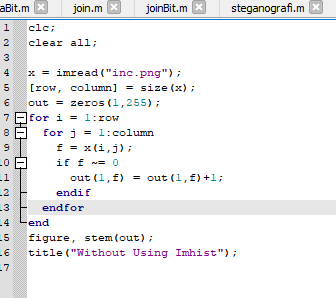 aBit.m join.m joinBit.m steganografi.m
1 clc;
2 clear all;
3
4 x = imread("inc.png");
5 [row, column] = size(x);
6 out = zeros(1,255);
7 for i = 1:row
8 for j = 1:column
9 f = x(i,j);
10 if f ~= 0
11 out(1,f) = out(1,f)+1;
12 endif
13 endfor
14 end
15 figure, stem(out);
16 title("Without Using Imhist");
17